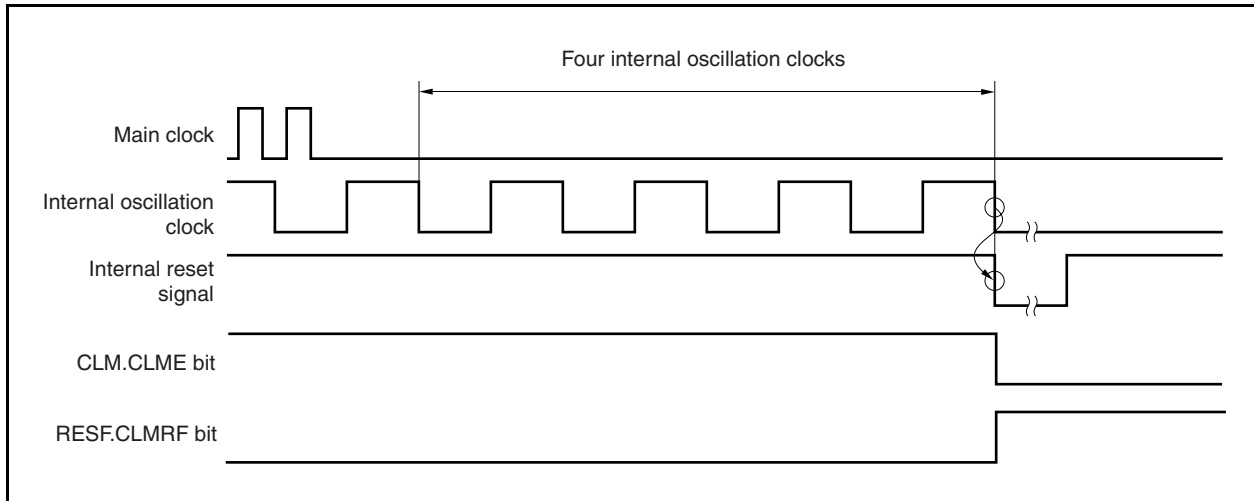 Four internal oscillation clocks
Main clock
Internal oscillation
clock
Internal reset
signal
CLM.CLME bit
RESF.CLMRF bit